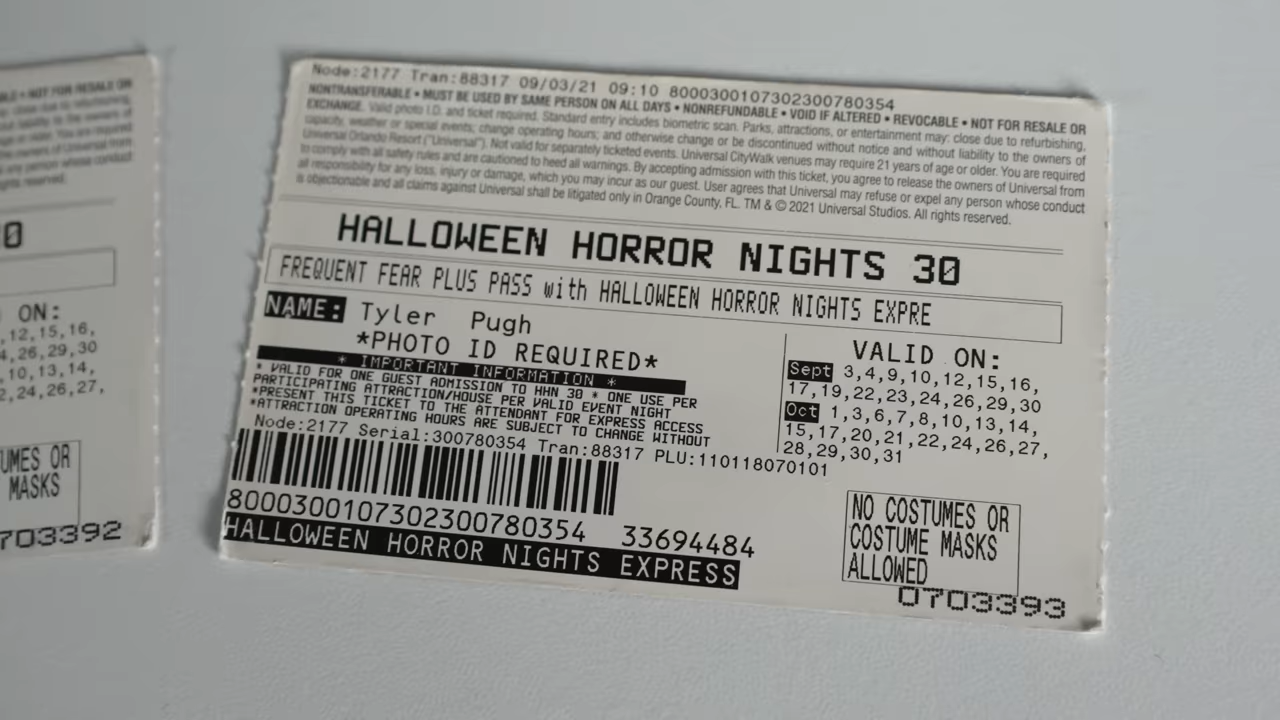 BLE • NOT FOR RESALE OR
0
ON:
,12,15,16,
4,26,29,30
,10,13,14,
2,24,26,27,
UMES OR
MASKS
703392
Node:2177 Tran:88317 09/03/21 09:10 8000300107302300780354
NONTRANSFERABLE • MUST BE USED BY SAME PERSON ON ALL DAYS • NONREFUNDABLE • VOID IF ALTERED • REVOCABLE • NOT FOR RESALE OR
EXCHANGE. Valid photo I.D. and ticket required. Standard entry includes biometric scan. Parks, attractions, or entertainment may: close due to refurbishing,
capacity, weather or special events; change operating hours; and otherwise change or be discontinued without notice and without liability to the owners of
Universal Orlando Resort ("Universal"). Not valid for separately ticketed events. Universal CityWalk venues may require 21 years of age or older. You are required
to comply with all safety rules and are cautioned to heed all warnings. By accepting admission with this ticket, you agree to release the owners of Universal from
all responsibility for any loss, injury or damage, which you may incur as our guest. User agrees that Universal may refuse or expel any person whose conduct
is objectionable and all claims against Universal shall be litigated only in Orange County, FL. TM & © 2021 Universal Studios. All rights reserved.
HALLOWEEN HORROR NIGHTS 30
FREQUENT FEAR PLUS PASS with HALLOWEEN HORROR NIGHTS EXPRE
NAME: Tyler Pugh
*PHOTO ID REQUIRED*
* IMPORTANT INFORMATION *
* VALID FOR ONE GUEST ADMISSION TO HHN 30 * ONE USE PER
PARTICIPATING ATTRACTION/HOUSE PER VALID EVENT NIGHT
*PRESENT THIS TICKET TO THE ATTENDANT FOR EXPRESS ACCESS
*ATTRACTION OPERATING HOURS ARE SUBJECT TO CHANGE WITHOUT
Node:2177 Serial:300780354 Tran:88317 PLU:110118070101
VALID ON:
Sept 3,4,9,10,12,15,16,
17,19,22,23,24,26,29,30
Oct 1,3,6,7,8,10,13,14,
15,17,20,21,22,24,26,27,
28,29,30,31
8000300107302300780354 33694484
HALLOWEEN HORROR NIGHTS EXPRESS
NO COSTUMES OR
COSTUME MASKS
ALLOWED
0703393